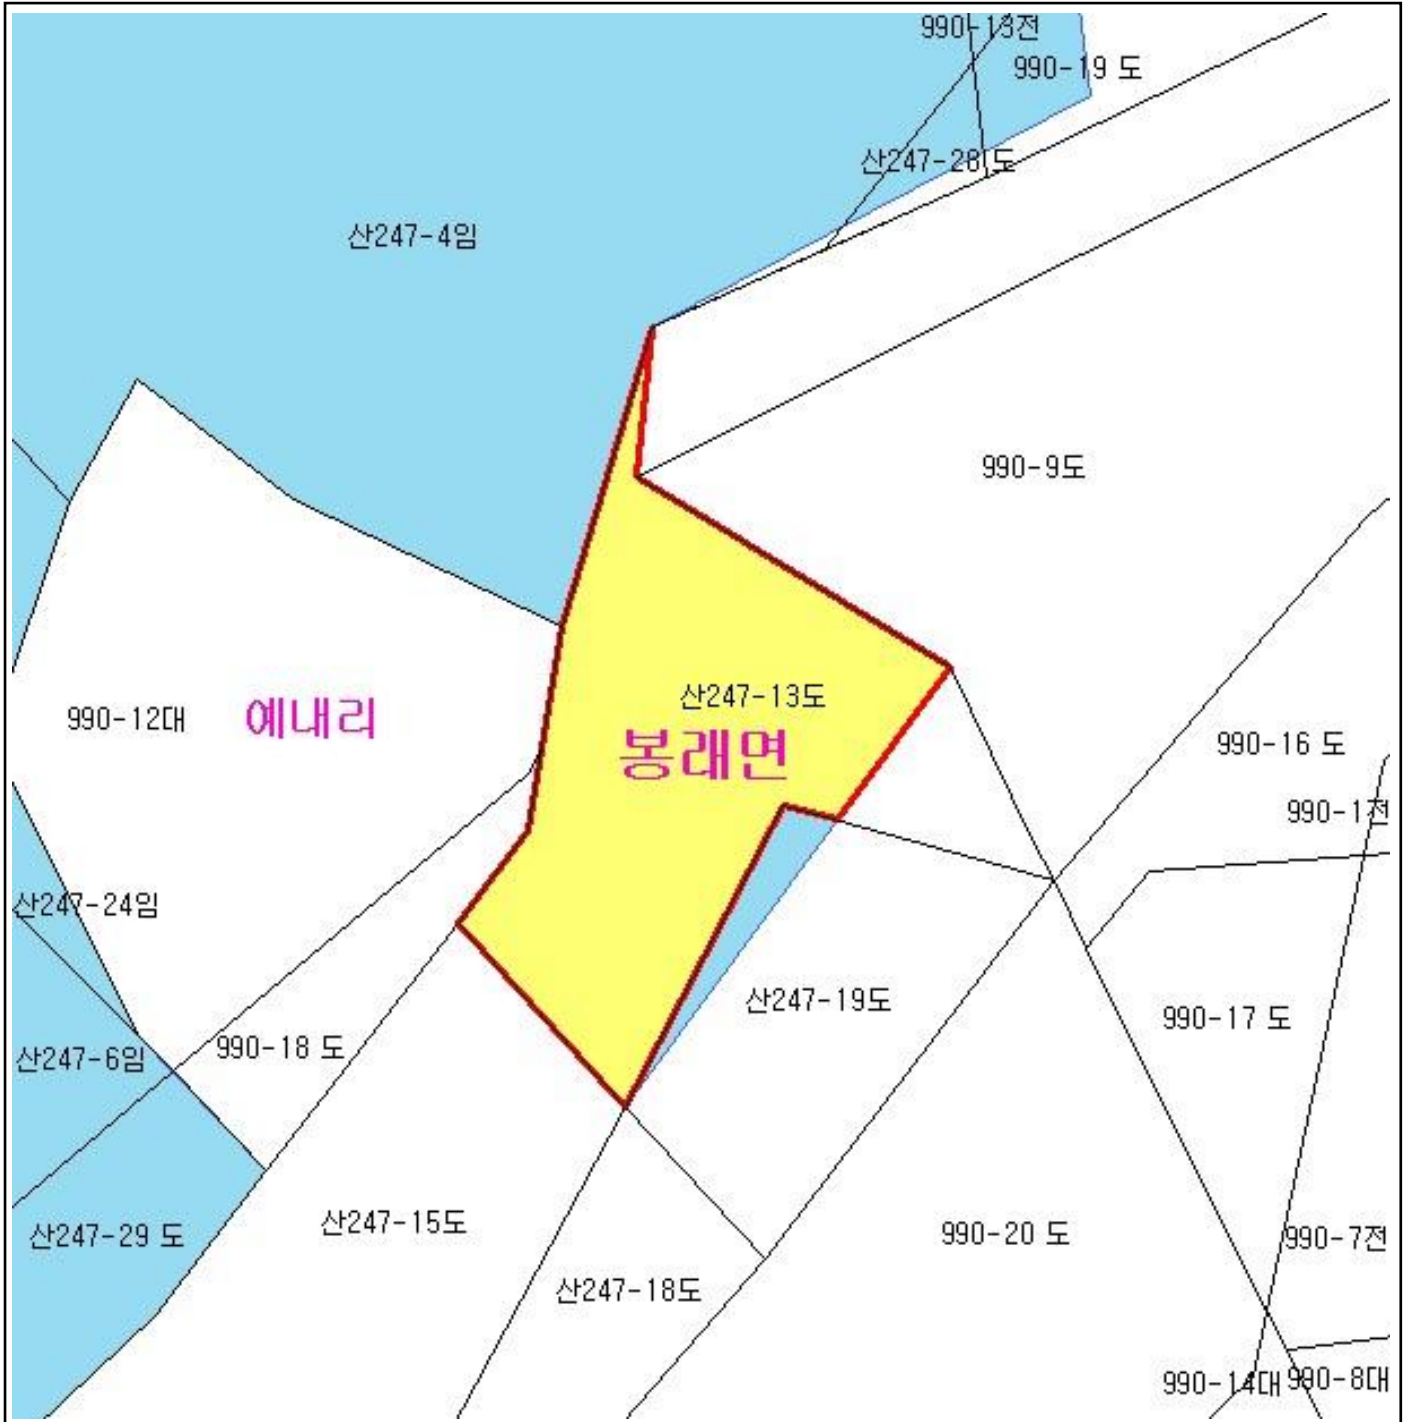 990-13전
990-19 도
산247-28 도
산247-4임
990-9도
산247-13도
990-12대
예내리
봉래면
990-16 도
990-1전
산247-24임
산247-19도
990-17 도
990-18 도
산247-6임
산247-15도
산247-29 도
990-20 도
990-7전
산247-18도
990-14대
990-8대